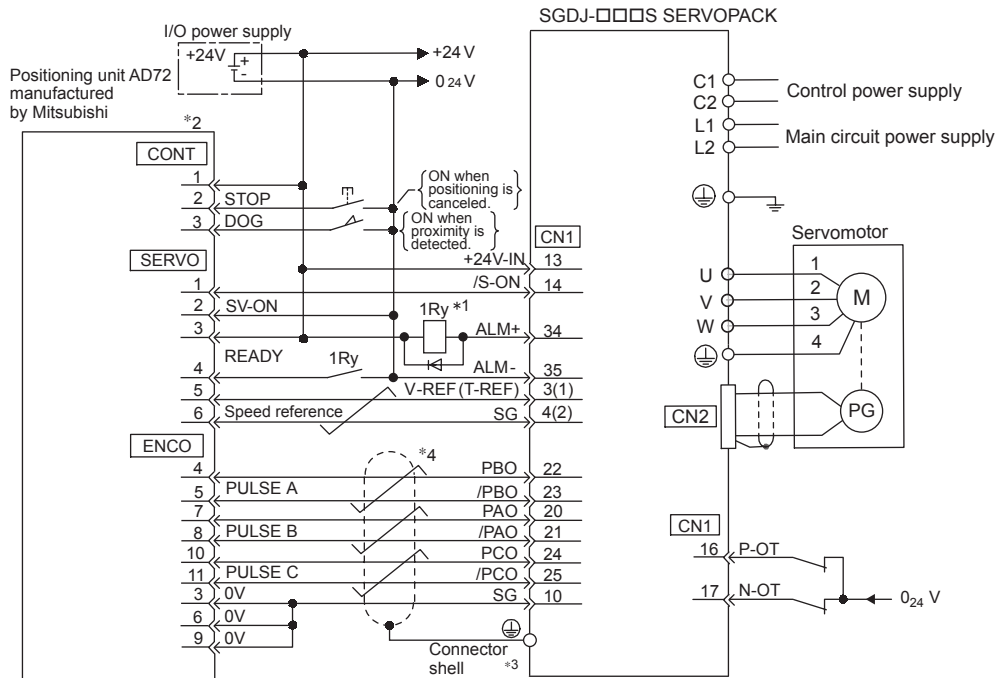 SGDJ-□□□S SERVOPACK
I/O power supply
+24V
+
-
+24 V
0 24 V
Positioning unit AD72
manufactured
by Mitsubishi
*2
CONT
1
2 STOP
3 DOG
ON when
positioning is
canceled.
ON when
proximity is
detected.
SERVO
1
2 SV-ON
3
READY
4
5
6 Speed reference
1Ry *1
1Ry
ENCO
4
5 PULSE A
7
8 PULSE B
10
11 PULSE C
3 0V
6 0V
9 0V
*4
CN1
+24V-IN 13
/S-ON 14
ALM+ 34
ALM- 35
V-REF (T-REF) 3(1)
SG 4(2)
PBO 22
/PBO 23
PAO 20
/PAO 21
PCO 24
/PCO 25
SG 10
Connector
shell *3
C1
C2
Control power supply
L1
L2
Main circuit power supply
Servomotor
U 1
V 2
W 3
4
M
CN2
PG
CN1
16 P-OT
17 N-OT
024 V